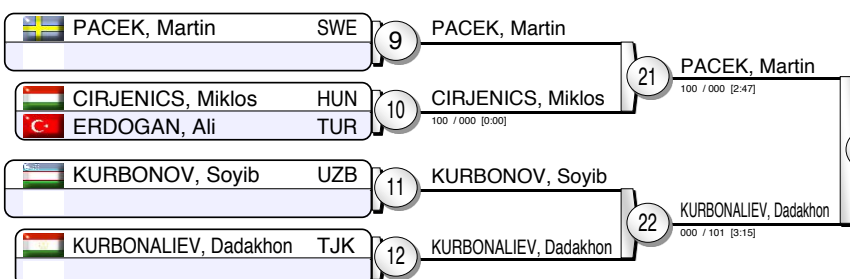 PACEK, Martin SWE
9
PACEK, Martin
CIRJENICS, Miklos HUN
ERDOGAN, Ali TUR
10
CIRJENICS, Miklos
100 / 000 [0:00]
21
PACEK, Martin
100 / 000 [2:47]
KURBONOV, Soyib UZB
11
KURBONOV, Soyib
KURBONALIEV, Dadakhon TJK
12
KURBONALIEV, Dadakhon
22
KURBONALIEV, Dadakhon
000 / 101 [3:15]